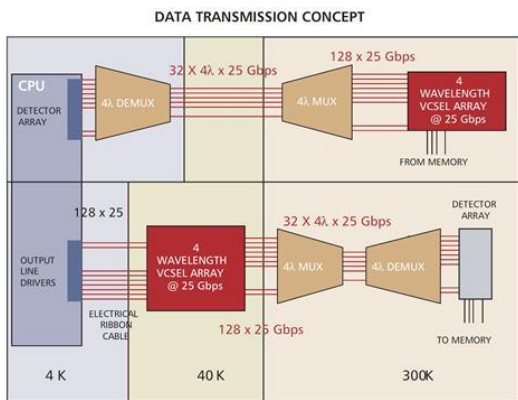 DATA TRANSMISSION CONCEPT
CPU
DETECTOR
ARRAY
4λ DEMUX
32 X 4λ x 25 Gbps
4λ MUX
128 x 25 Gbps
4
WAVELENGTH
VCSEL ARRAY
@ 25 Gbps
FROM MEMORY
128 x 25
OUTPUT
LINE
DRIVERS
ELECTRICAL
RIBBON
CABLE
4
WAVELENGTH
VCSEL ARRAY
@ 25 Gbps
128 x 25 Gbps
32 X 4λ x 25 Gbps
4λ MUX
4λ DEMUX
DETECTOR
ARRAY
TO MEMORY
4 K
40 K
300K